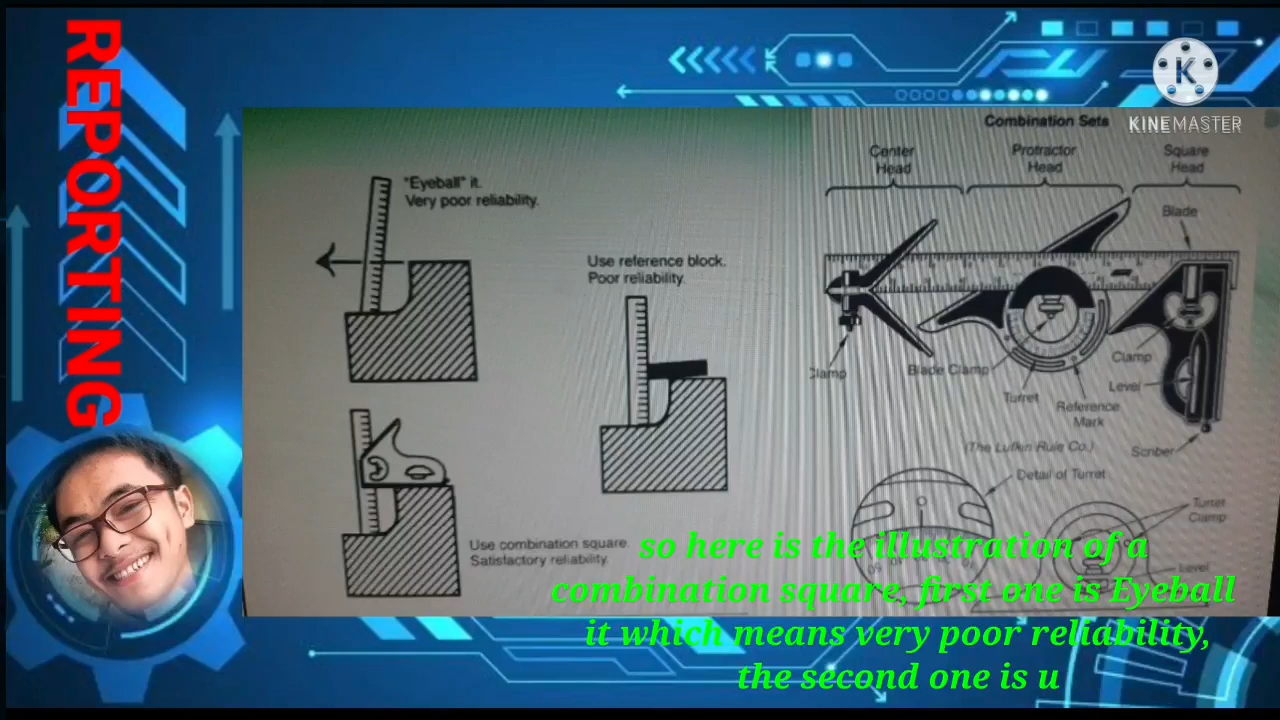 REPORTING
K
KINEMASTER
Combination Sets
Center
Head
Protractor
Head
Square
Head
"Eyeball" it.
Very poor reliability.
Blade
Use reference block.
Poor reliability.
Clamp
Blade Clamp
Clamp
Level
Turret
Reference
Mark
(The Lufkin Rule Co.)
Scriber
Detail of Turret
Turret
Clamp
Level
Use combination square.
Satisfactory reliability.
so here is the illustration of a
combination square, first one is Eyeball
it which means very poor reliability,
the second one is u